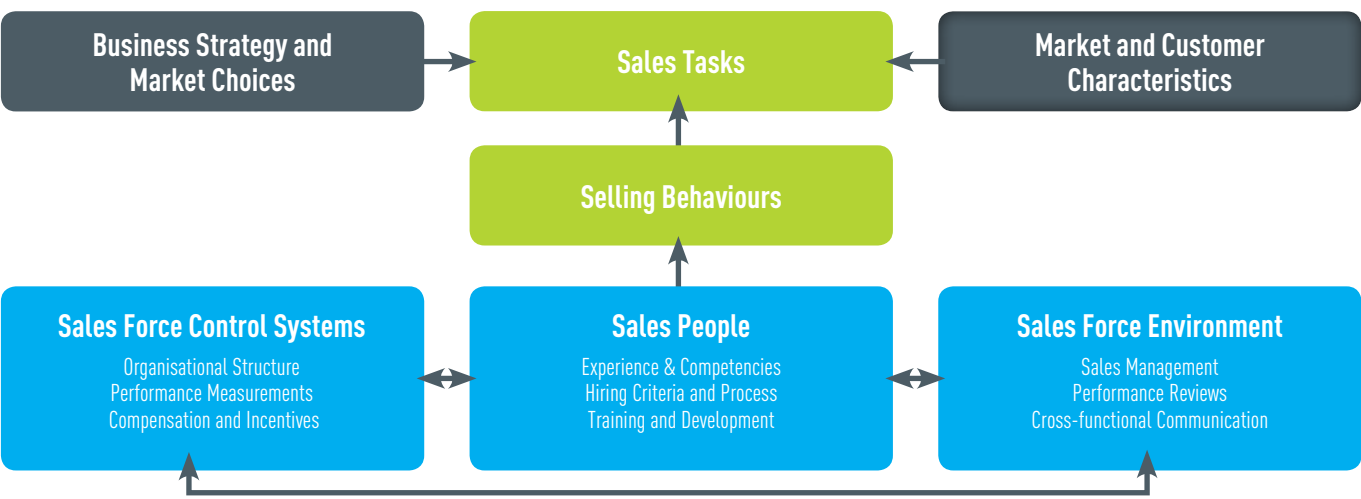 Business Strategy and
Market Choices
Sales Tasks
Market and Customer
Characteristics
Selling Behaviours
Sales Force Control Systems
Organisational Structure
Performance Measurements
Compensation and Incentives
Sales People
Experience & Competencies
Hiring Criteria and Process
Training and Development
Sales Force Environment
Sales Management
Performance Reviews
Cross-functional Communication